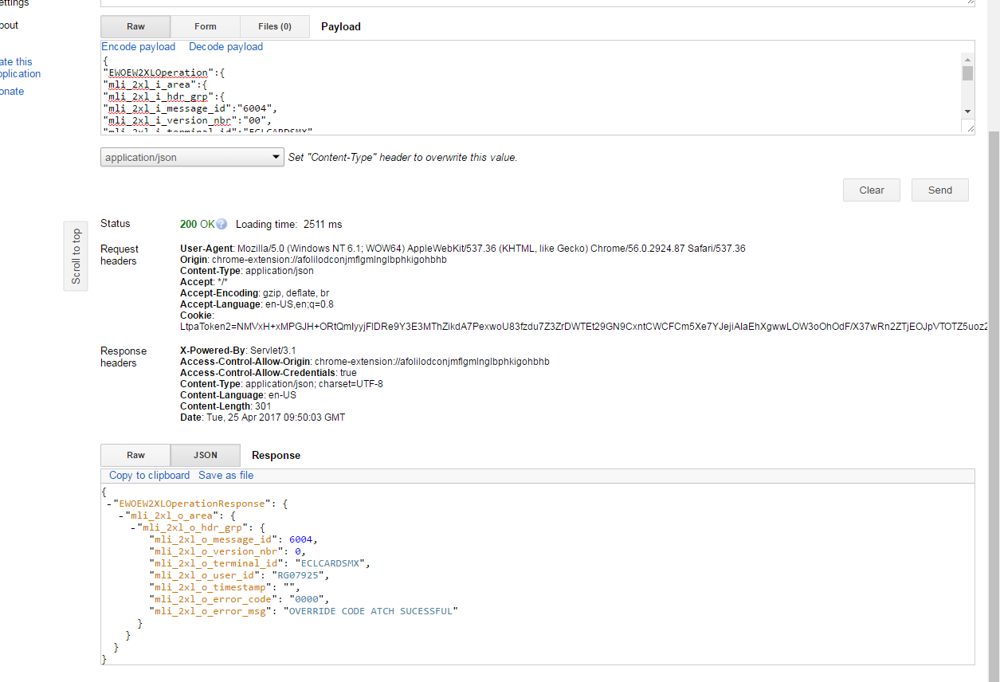 ettings
bout
ate this
pplication
onate
Raw Form Files (0) Payload
Encode payload Decode payload
{
"EWOEW2XLOperation":{
"mli_2xl_i_area":{
"mli_2xl_i_hdr_grp":{
"mli_2xl_i_message_id":"6004",
"mli_2xl_i_version_nbr":"00",
"mli_2xl_i_terminal_id":"ECLCARDSMX"
application/json Set "Content-Type" header to overwrite this value.
Clear Send
Scroll to top
Status 200 OK ? Loading time: 2511 ms
Request headers
User-Agent: Mozilla/5.0 (Windows NT 6.1; WOW64) AppleWebKit/537.36 (KHTML, like Gecko) Chrome/56.0.2924.87 Safari/537.36
Origin: chrome-extension://afolilodconjmflgmlnglbphkigohbhb
Content-Type: application/json
Accept: */*
Accept-Encoding: gzip, deflate, br
Accept-Language: en-US,en;q=0.8
Cookie:
Response headers
X-Powered-By: Servlet/3.1
Access-Control-Allow-Origin: chrome-extension://afolilodconjmflgmlnglbphkigohbhb
Access-Control-Allow-Credentials: true
Content-Type: application/json; charset=UTF-8
Content-Language: en-US
Content-Length: 301
Date: Tue, 25 Apr 2017 09:50:03 GMT
Raw JSON Response
Copy to clipboard Save as file
{
-"EWOEW2XLOperationResponse": {
-"mli_2xl_o_area": {
-"mli_2xl_o_hdr_grp": {
"mli_2xl_o_message_id": 6004,
"mli_2xl_o_version_nbr": 0,
"mli_2xl_o_terminal_id": "ECLCARDSMX",
"mli_2xl_o_user_id": "RG07925",
"mli_2xl_o_timestamp": "",
"mli_2xl_o_error_code": "0000",
"mli_2xl_o_error_msg": "OVERRIDE CODE ATCH SUCESSFUL"
}
}
}
}